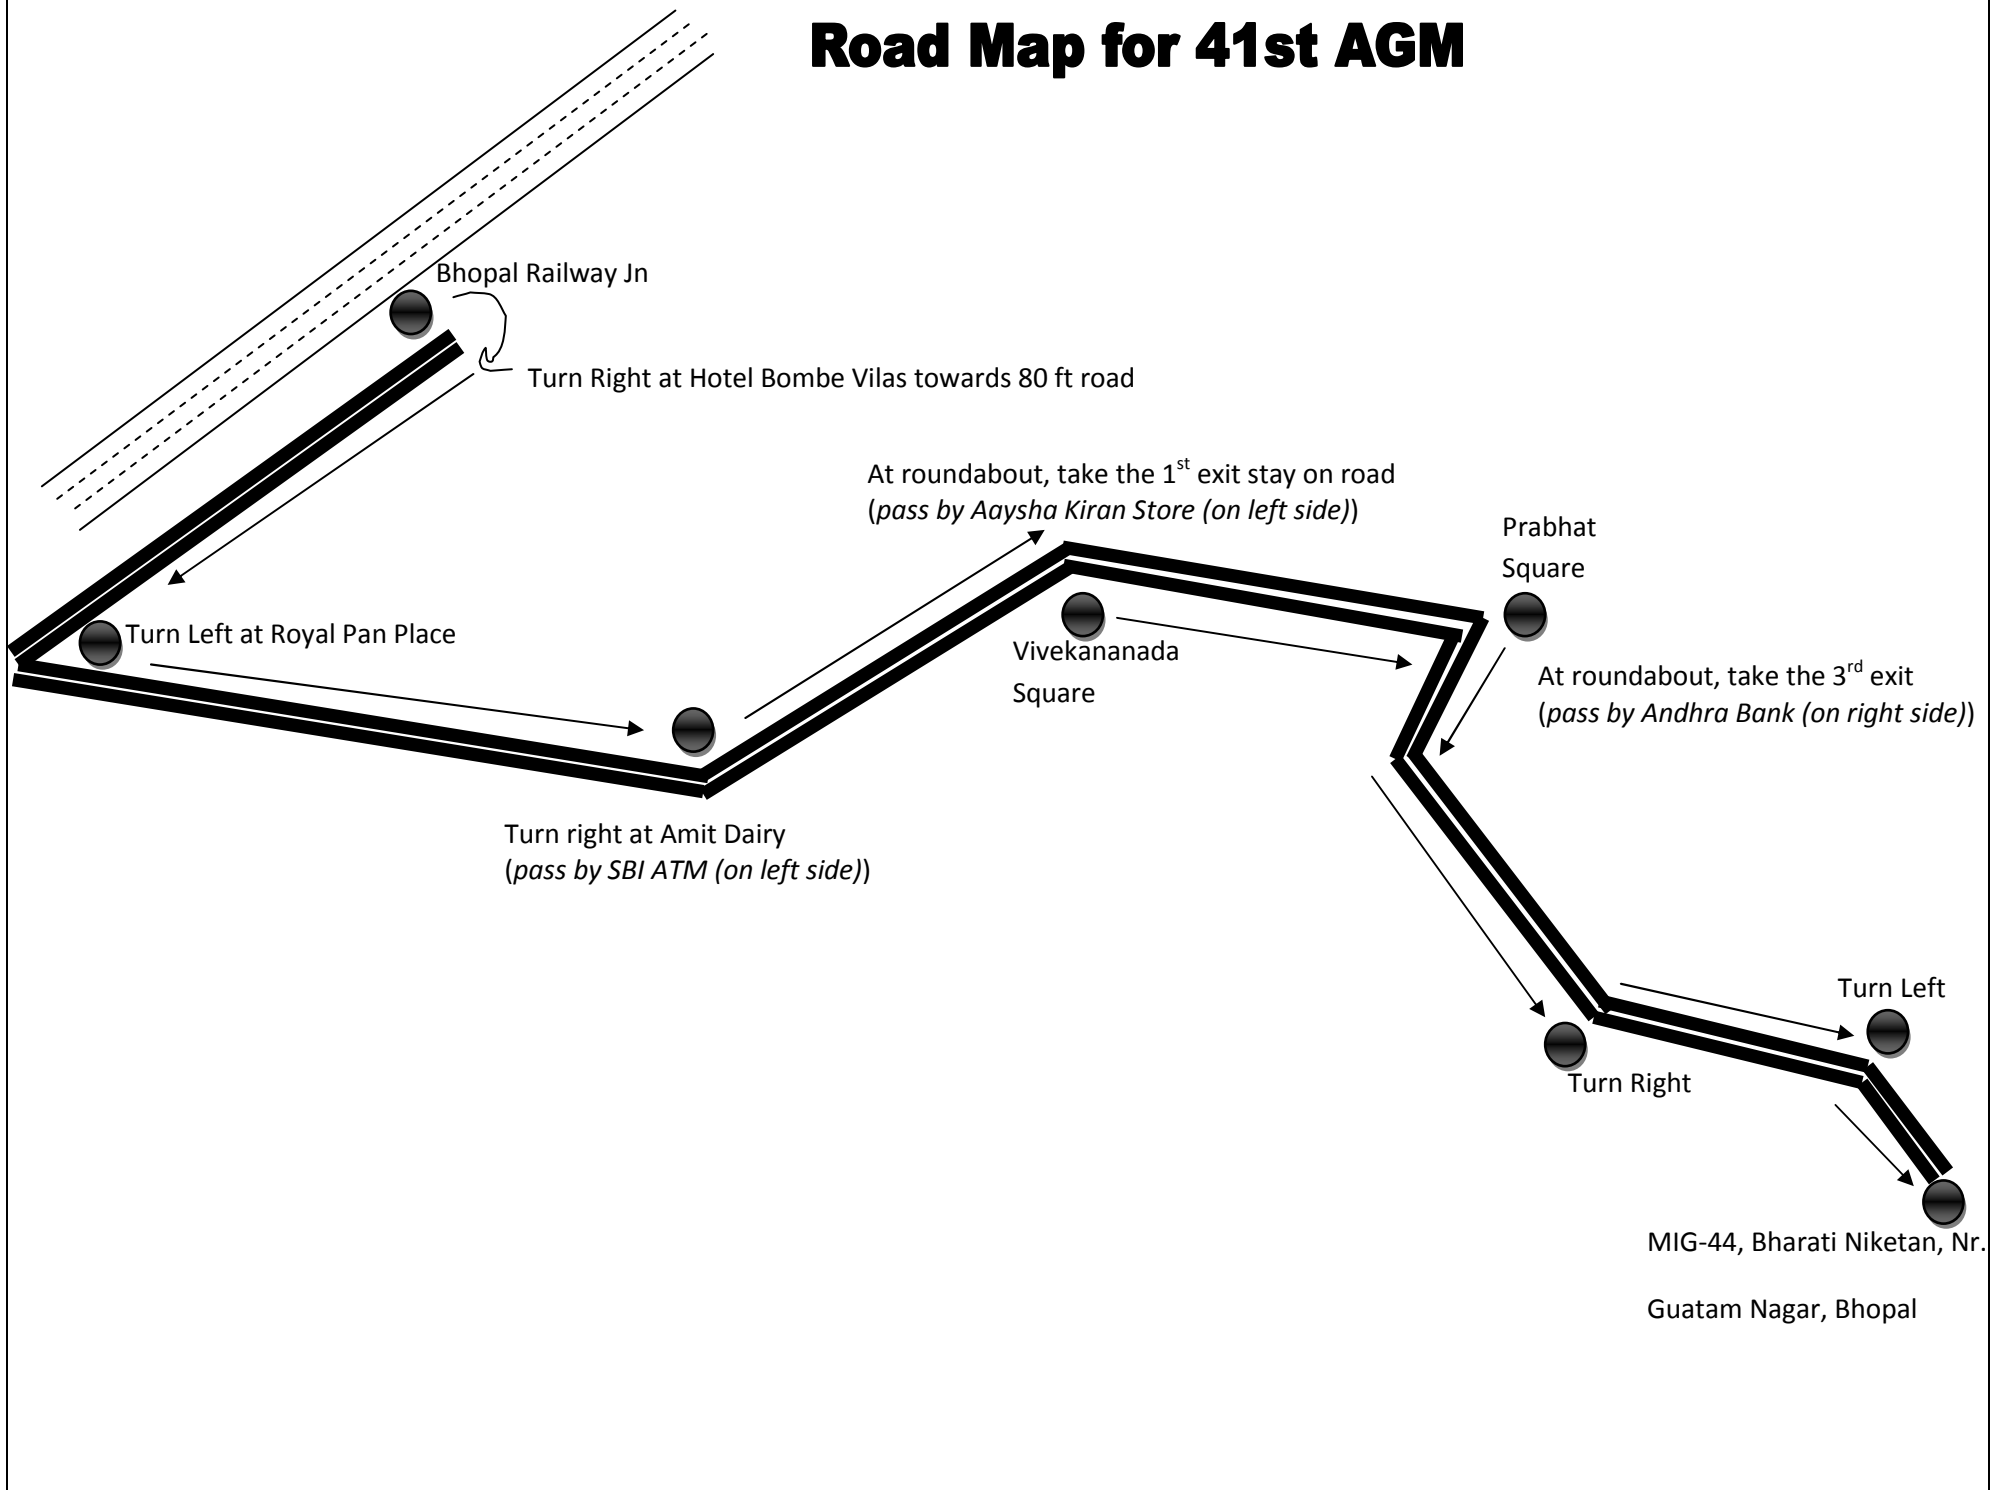 Road Map for 41st AGM
Bhopal Railway Jn
Turn Right at Hotel Bombe Vilas towards 80 ft road
At roundabout, take the 1st exit stay on road
(pass by Aaysha Kiran Store (on left side))
Prabhat
Square
Turn Left at Royal Pan Place
Vivekananada
Square
At roundabout, take the 3rd exit
(pass by Andhra Bank (on right side))
Turn right at Amit Dairy
(pass by SBI ATM (on left side))
Turn Left
Turn Right
MIG-44, Bharati Niketan, Nr.
Guatam Nagar, Bhopal